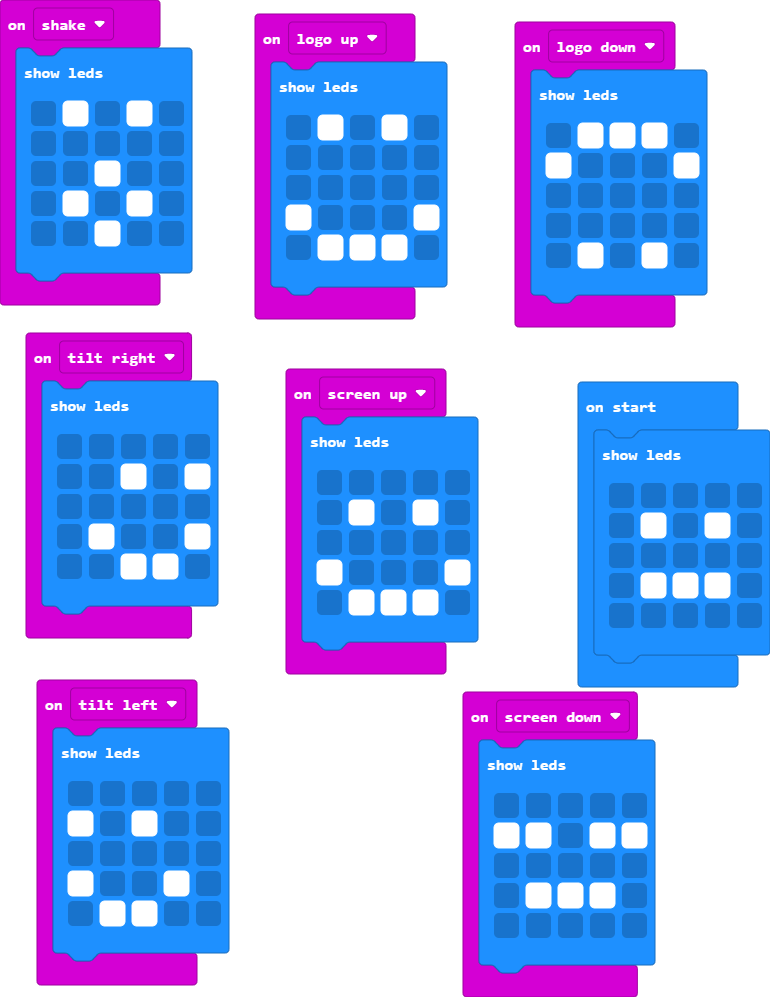 on shake
show leds
on logo up
show leds
on logo down
show leds
on tilt right
show leds
on screen up
show leds
on start
show leds
on tilt left
show leds
on screen down
show leds